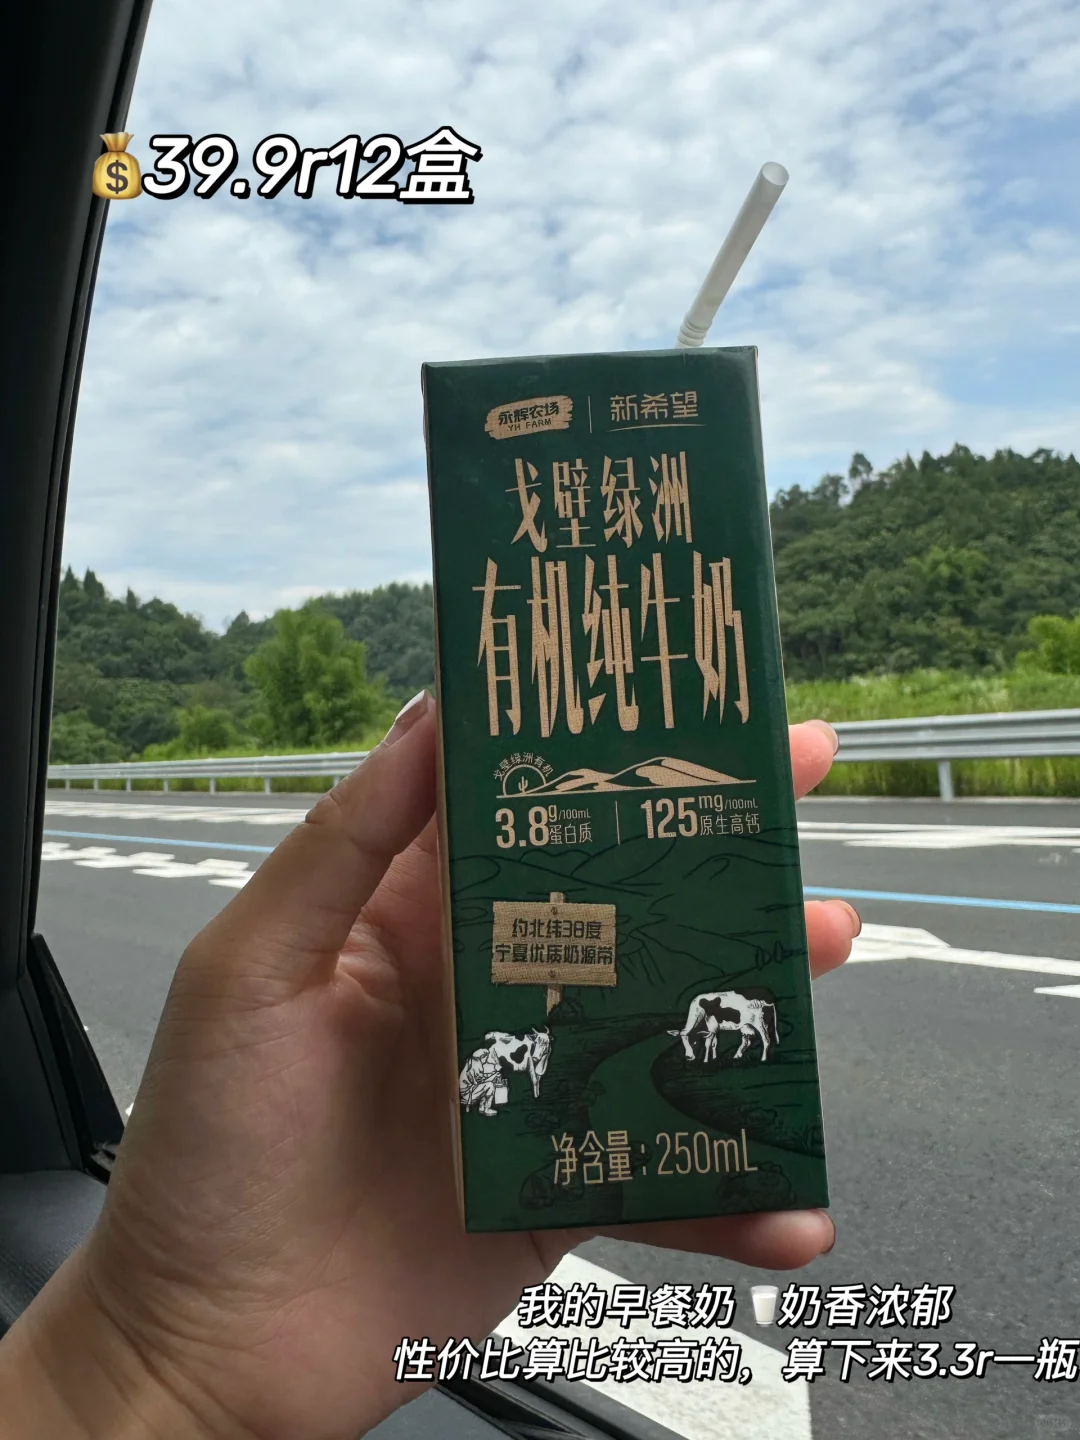 💰39.9r12盒
永辉农场
YH FARM
新希望
戈壁绿洲
有机纯牛奶
戈壁绿洲有机
3.8g/100mL
蛋白质
125mg/100mL
原生高钙
约北纬38度
宁夏优质奶源带
净含量:250mL
我的早餐奶🥛奶香浓郁
性价比算比较高的，算下来3.3r一瓶